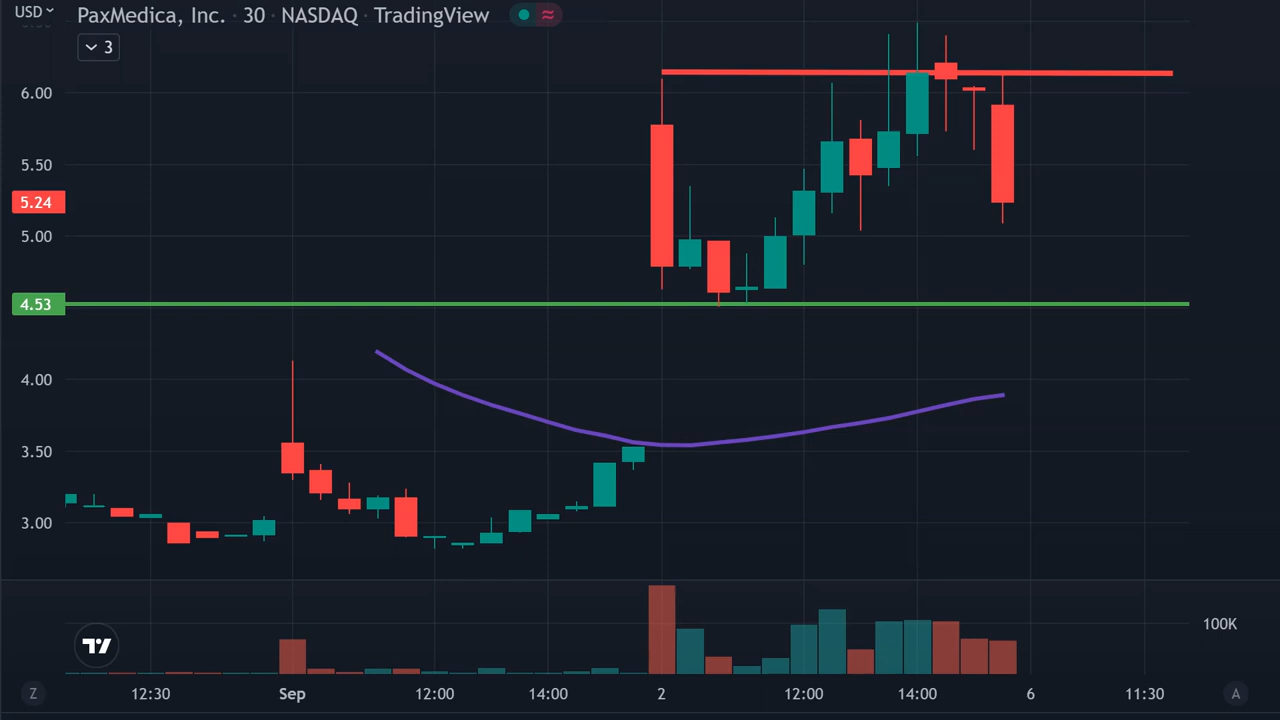 USD
PaxMedica, Inc. · 30 · NASDAQ · TradingView
3
6.00
5.50
5.24
5.00
4.53
4.00
3.50
3.00
100K
Z 12:30 Sep 12:00 14:00 2 12:00 14:00 6 11:30 A